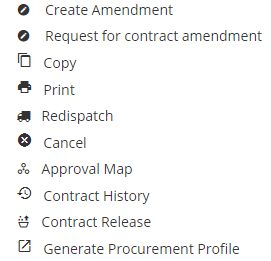 Create Amendment
Request for contract amendment
Copy
Print
Redispatch
Cancel
Approval Map
Contract History
Contract Release
Generate Procurement Profile